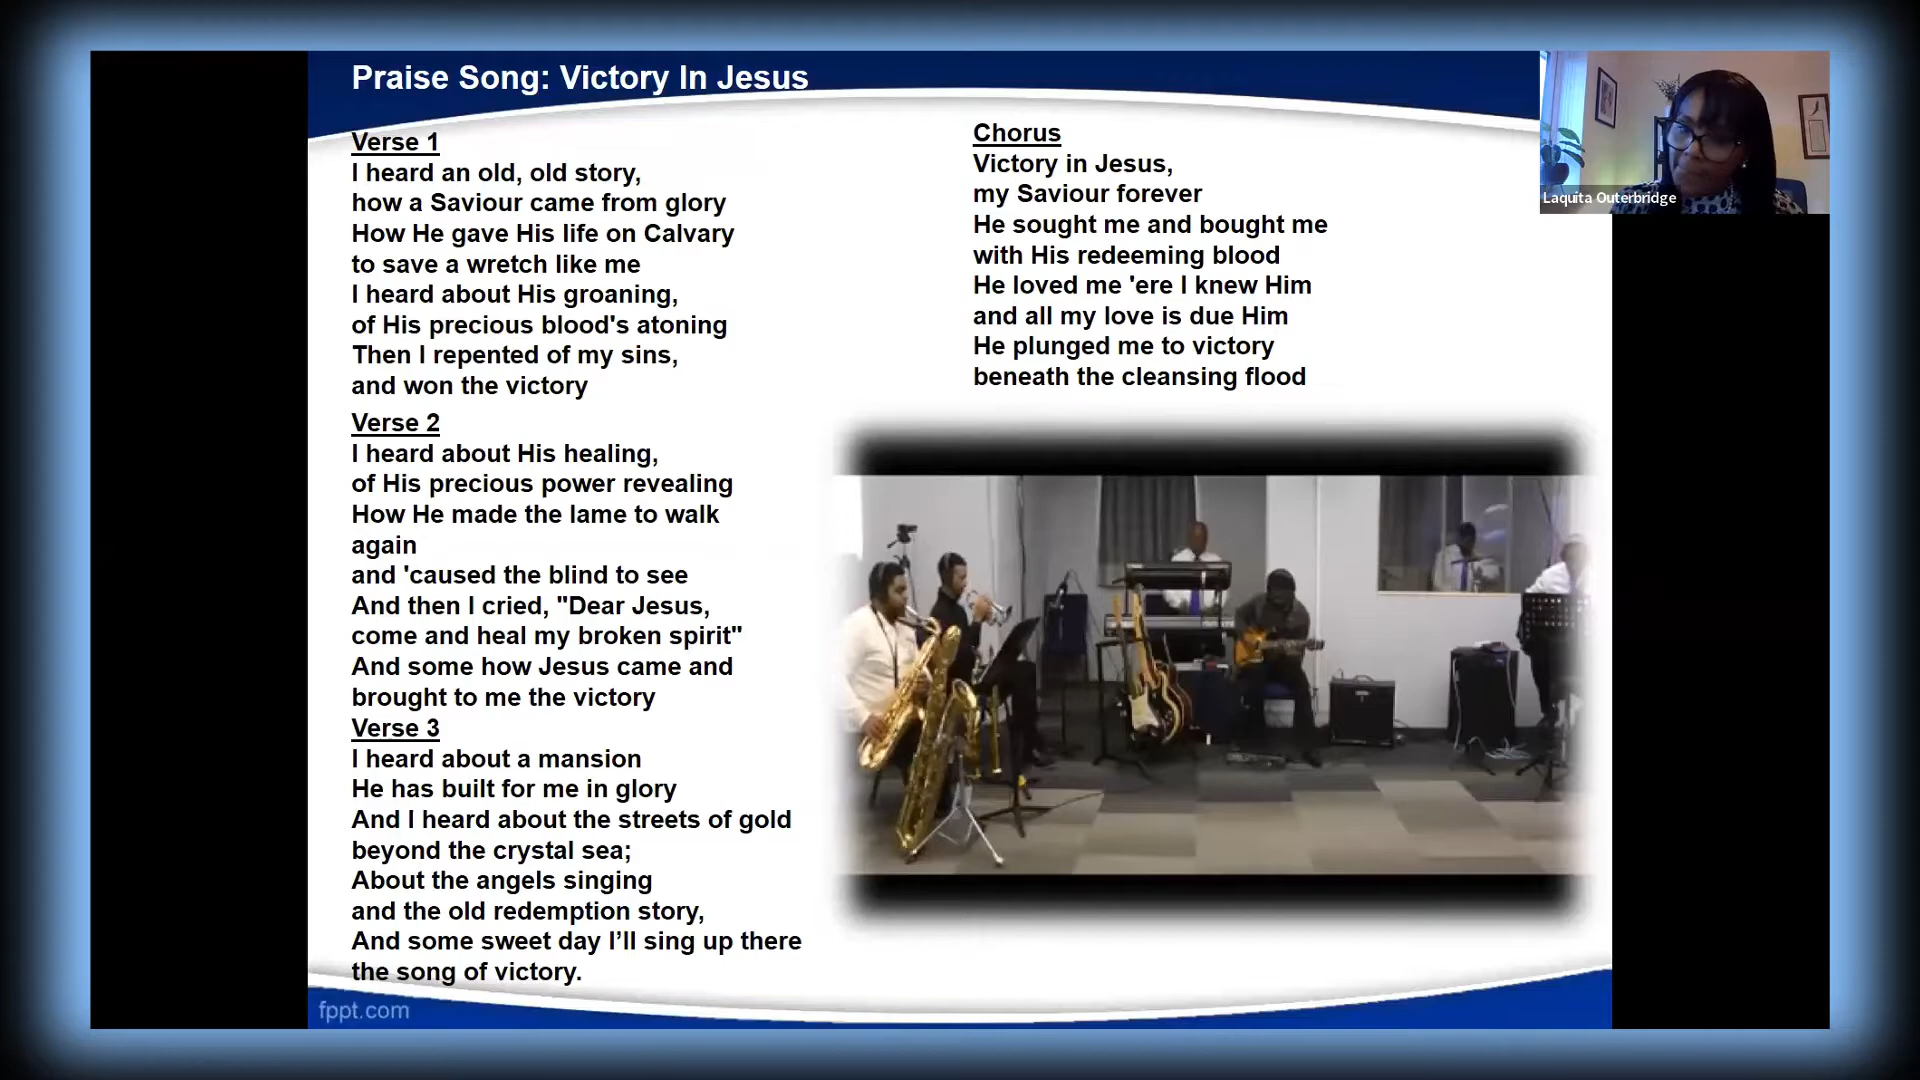 Praise Song: Victory In Jesus
Verse 1
I heard an old, old story,
how a Saviour came from glory
How He gave His life on Calvary
to save a wretch like me
I heard about His groaning,
of His precious blood's atoning
Then I repented of my sins,
and won the victory
Verse 2
I heard about His healing,
of His precious power revealing
How He made the lame to walk
again
and 'caused the blind to see
And then I cried, "Dear Jesus,
come and heal my broken spirit"
And some how Jesus came and
brought to me the victory
Verse 3
I heard about a mansion
He has built for me in glory
And I heard about the streets of gold
beyond the crystal sea;
About the angels singing
and the old redemption story,
And some sweet day I’ll sing up there
the song of victory.
Chorus
Victory in Jesus,
my Saviour forever
He sought me and bought me
with His redeeming blood
He loved me 'ere I knew Him
and all my love is due Him
He plunged me to victory
beneath the cleansing flood
Laquita Outerbridge
fppt.com